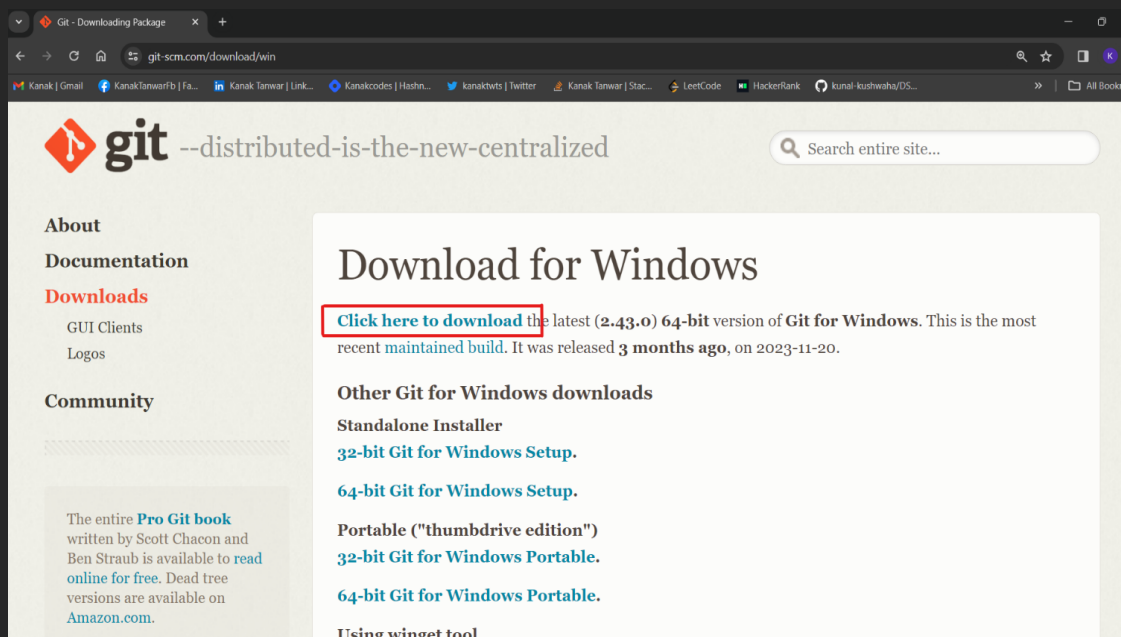 Git - Downloading Package
git-scm.com/download/win
Kanak | Gmail
KanakTanwarFb | Fa...
Kanak Tanwar | Link...
Kanakcodes | Hashn...
kanaktwts | Twitter
Kanak Tanwar | Stac...
LeetCode
HackerRank
kunal-kushwaha/DS...
All Book
K
git --distributed-is-the-new-centralized
Search entire site...
About
Documentation
Downloads
GUI Clients
Logos
Community
The entire Pro Git book
written by Scott Chacon and
Ben Straub is available to read
online for free. Dead tree
versions are available on
Amazon.com.
Download for Windows
Click here to download the latest (2.43.0) 64-bit version of Git for Windows. This is the most
recent maintained build. It was released 3 months ago, on 2023-11-20.
Other Git for Windows downloads
Standalone Installer
32-bit Git for Windows Setup.
64-bit Git for Windows Setup.
Portable ("thumbdrive edition")
32-bit Git for Windows Portable.
64-bit Git for Windows Portable.
Using winget tool